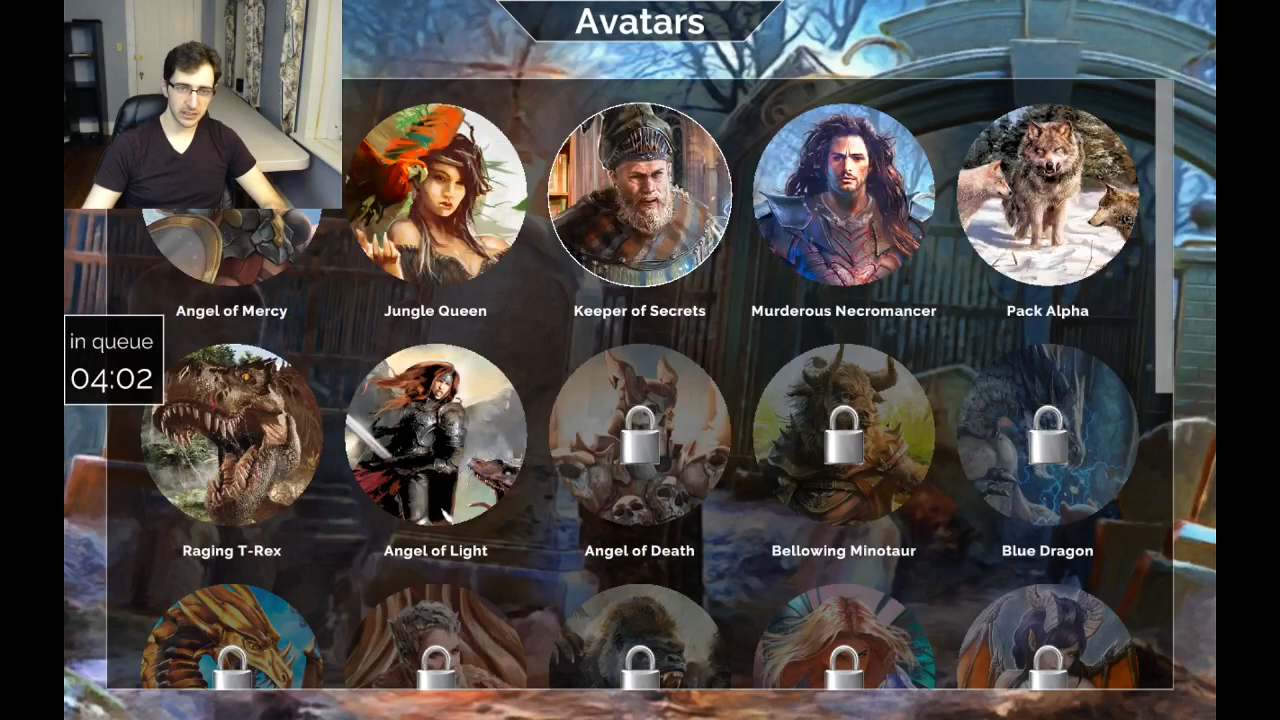 Avatars
Angel of Mercy
Jungle Queen
Keeper of Secrets
Murderous Necromancer
Pack Alpha
in queue
04:02
Raging T-Rex
Angel of Light
Angel of Death
Bellowing Minotaur
Blue Dragon